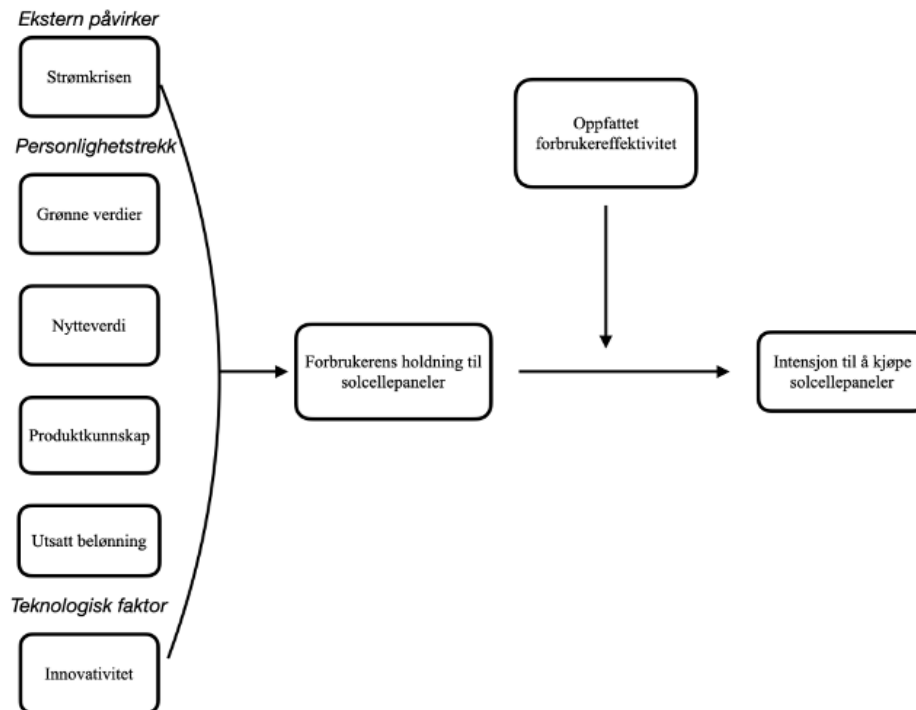 Ekstern påvirker
Strømkrisen
Personlighetstrekk
Grønne verdier
Nytteverdi
Produktkunnskap
Utsatt belønning
Teknologisk faktor
Innovativitet
Forbrukerens holdning til
solcellepaneler
Oppfattet
forbrukereffektivitet
Intensjon til å kjøpe
solcellepaneler